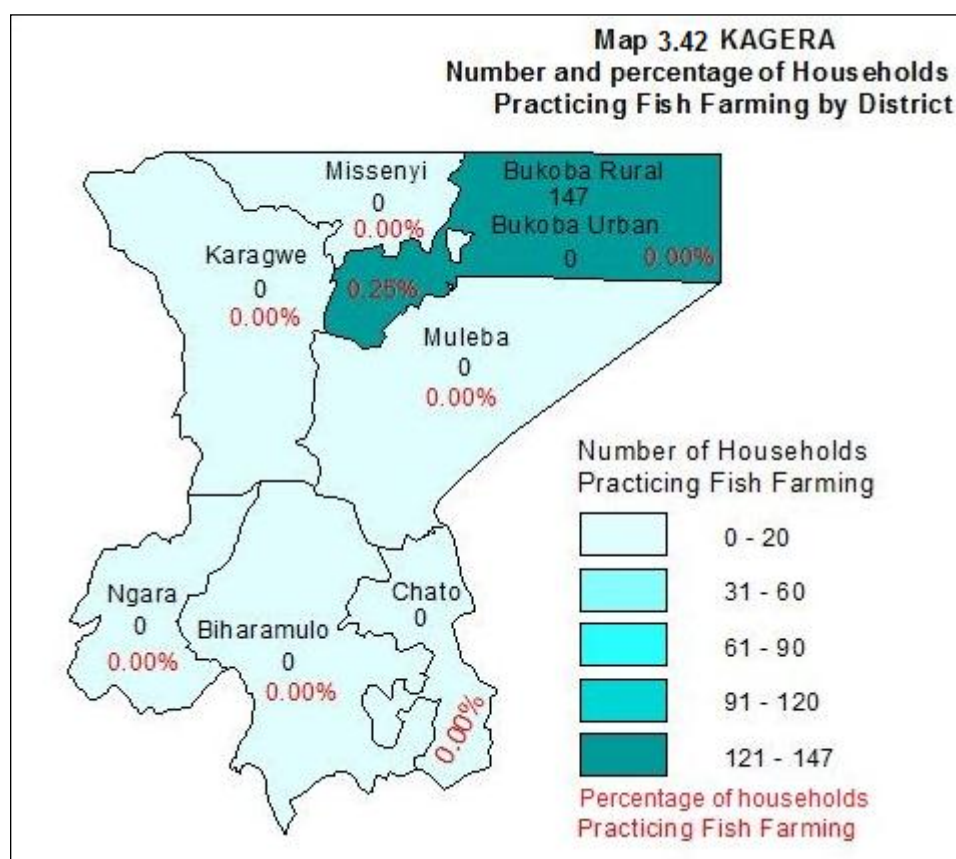 Map 3.42 KAGERA
Number and percentage of Households
Practicing Fish Farming by District
Missenyi
0
0.00%
Bukoba Rural
147
Bukoba Urban
0 0.00%
Karagwe
0
0.00%
0.25%
Muleba
0
0.00%
Ngara
0
0.00%
Biharamulo
0
0.00%
Chato
0
0.00%
Number of Households
Practicing Fish Farming
0 - 20
31 - 60
61 - 90
91 - 120
121 - 147
Percentage of households
Practicing Fish Farming